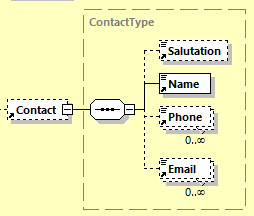 ContactType
Salutation
Name
Contact
Phone
0..∞
Email
0..∞